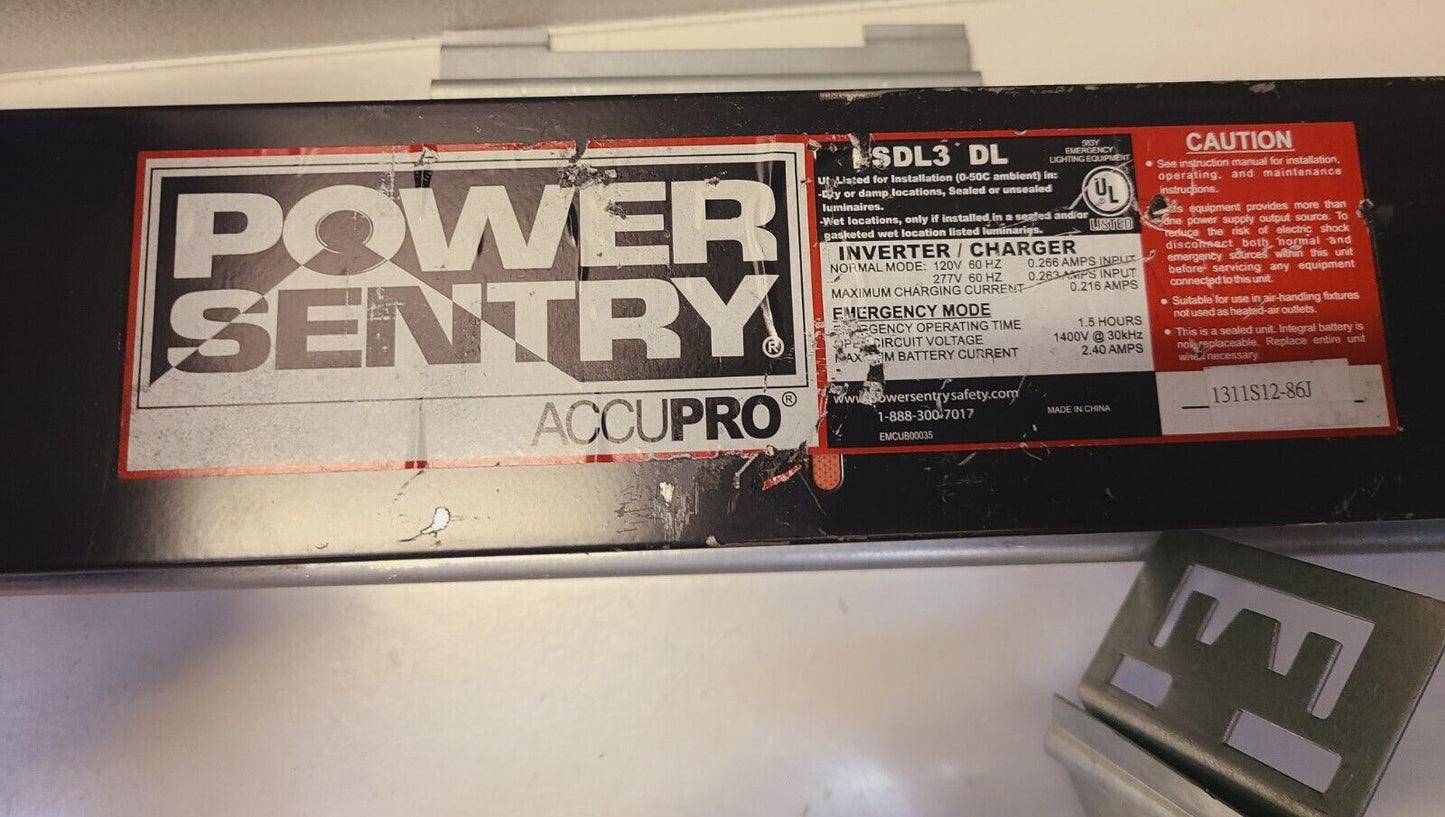 POWER
SENTRY®
ACCUPRO®
SDL3 DL
583Y
EMERGENCY
LIGHTING EQUIPMENT
UL
LISTED
Listed for Installation (0-50C ambient) in:
or damp locations, Sealed or unsealed
luminaires.
-Wet locations, only if installed in a sealed and/or
gasketed wet location listed luminaries.
INVERTER / CHARGER
NORMAL MODE: 120V 60 HZ 0.266 AMPS INPUT
277V 60 HZ 0.263 AMPS INPUT
MAXIMUM CHARGING CURRENT 0.216 AMPS
EMERGENCY MODE
EMERGENCY OPERATING TIME 1.5 HOURS
OPEN CIRCUIT VOLTAGE 1400V @ 30kHz
MAXIMUM BATTERY CURRENT 2.40 AMPS
www.powersentrysafety.com
1-888-300-7017
MADE IN CHINA
EMCUB00035
CAUTION
• See instruction manual for installation,
operating, and maintenance
instructions.
equipment provides more than
one power supply output source. To
reduce the risk of electric shock
disconnect both normal and
emergency sources within this unit
before servicing any equipment
connected to this unit.
• Suitable for use in air-handling fixtures
not used as heated-air outlets.
• This is a sealed unit. Integral battery is
not replaceable. Replace entire unit
when necessary.
1311S12-86J